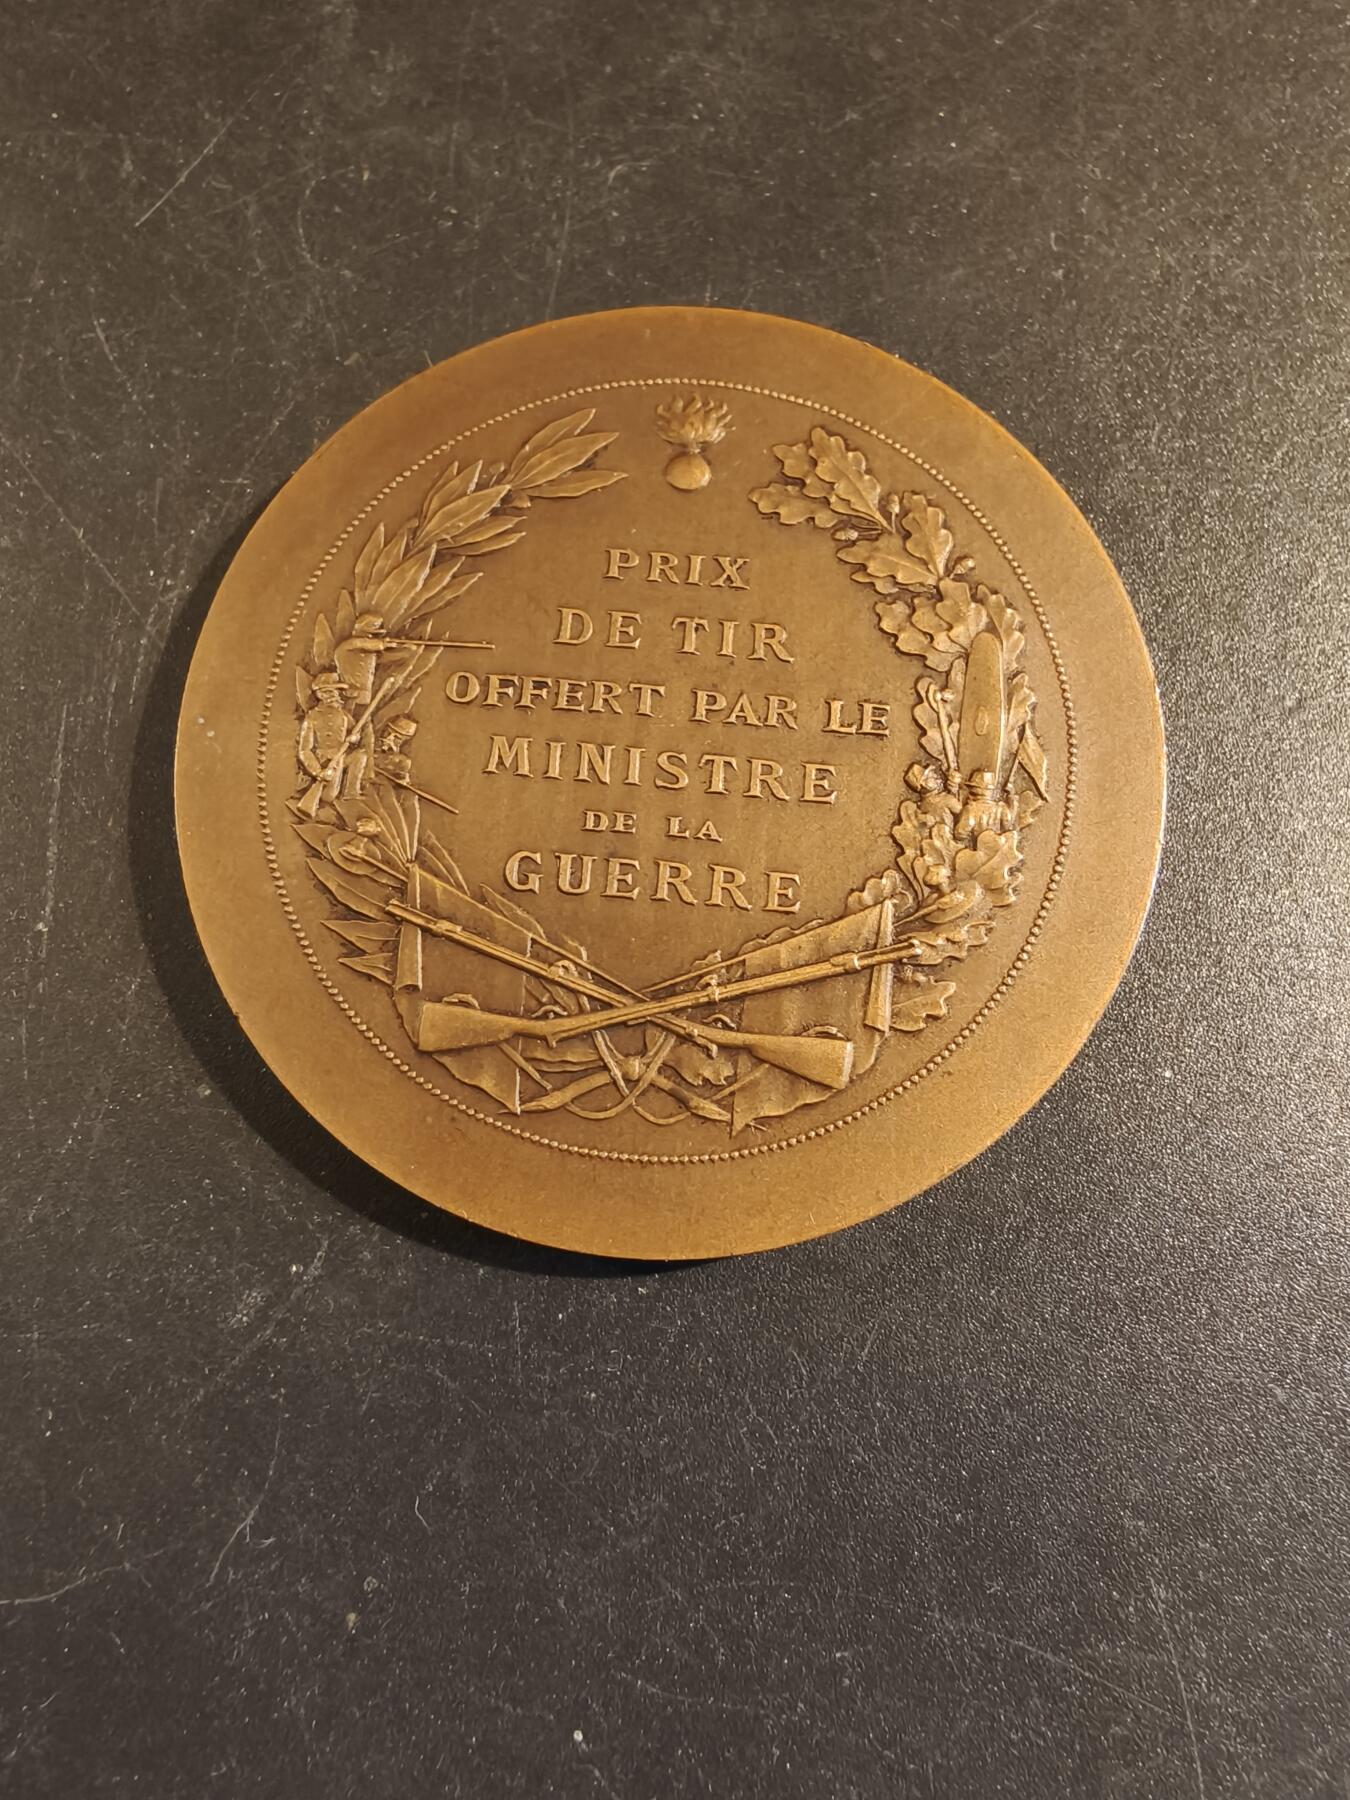 PRIX
DE TIR
OFFERT PAR LE
MINISTRE
DE LA
GUERRE